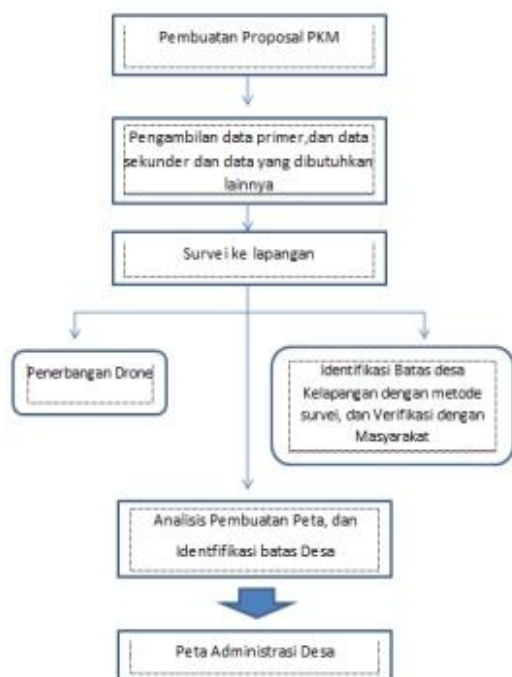 Pembuatan Proposal PKM
Pengambilan data primer,dan data
sekunder dan data yang dibutuhkan
lainnya
Survei ke lapangan
Penerbangan Drone
Identifikasi Batas desa
Kelapangan dengan metode
survei, dan Verifikasi dengan
Masyarakat
Analisis Pembuatan Peta, dan
Identfifikasi batas Desa
Peta Administrasi Desa